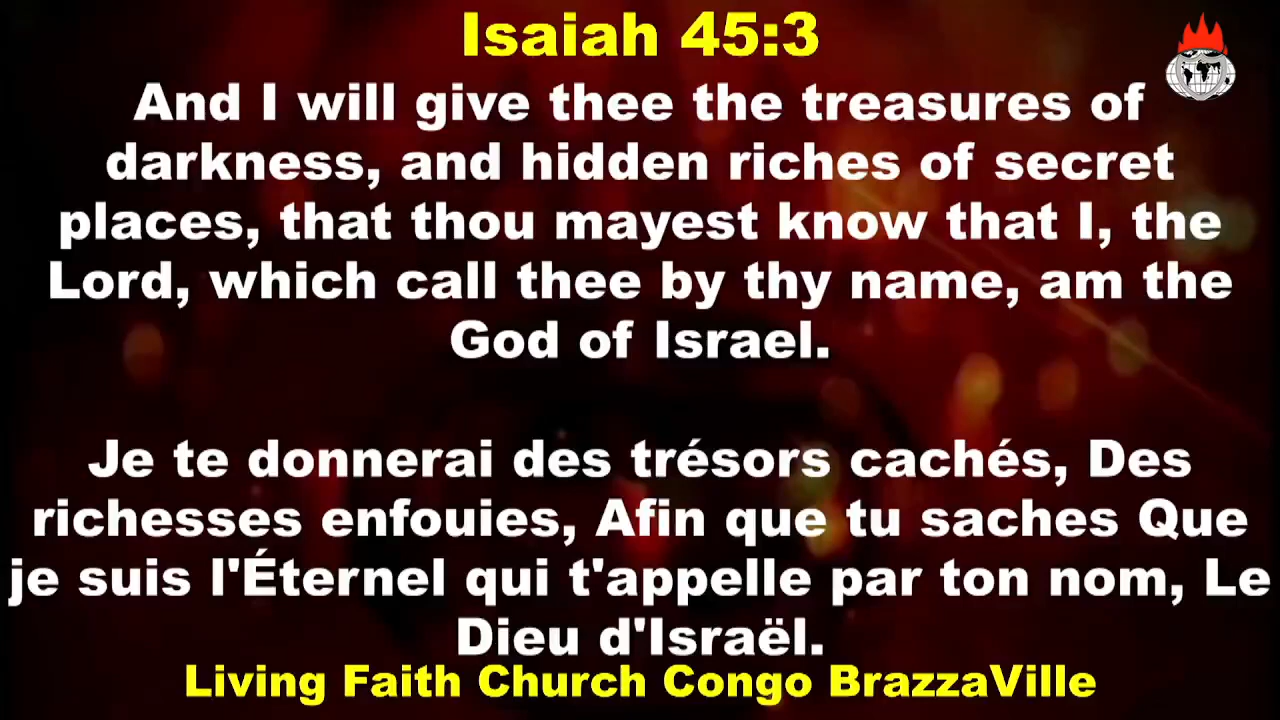 Isaiah 45:3
And I will give thee the treasures of
darkness, and hidden riches of secret
places, that thou mayest know that I, the
Lord, which call thee by thy name, am the
God of Israel.
Je te donnerai des trésors cachés, Des
richesses enfouies, Afin que tu saches Que
je suis l'Éternel qui t'appelle par ton nom, Le
Dieu d'Israël.
Living Faith Church Congo BrazzaVille